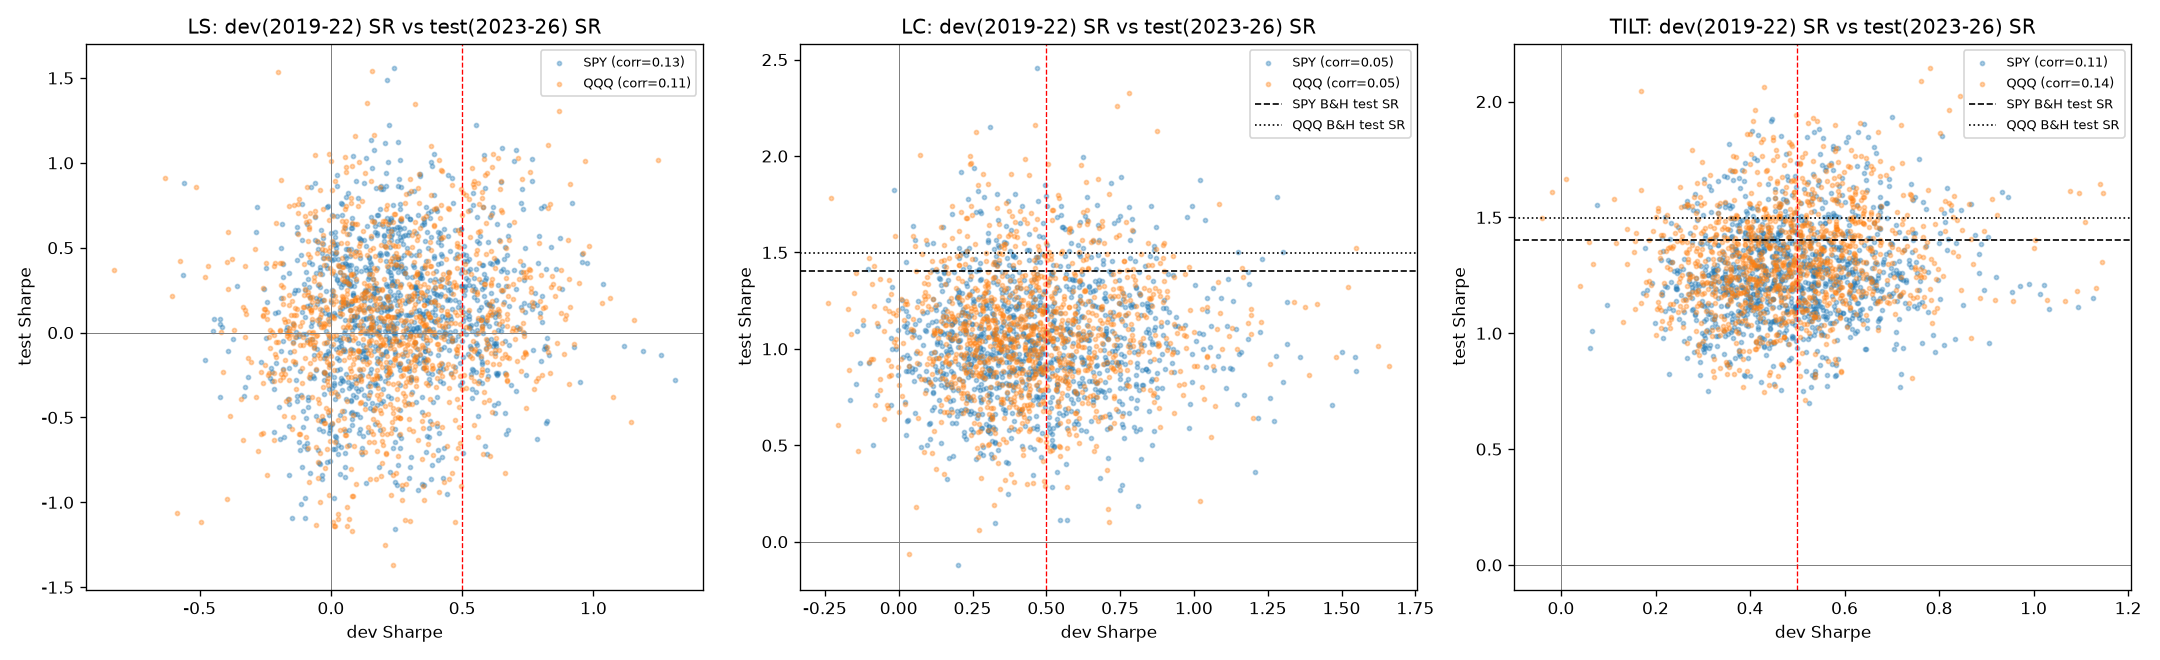 LS: dev(2019-22) SR vs test(2023-26) SR
SPY (corr=0.13)
QQQ (corr=0.11)
1.5
1.0
0.5
0.0
-0.5
-1.0
-1.5
test Sharpe
-0.5
0.0
0.5
1.0
dev Sharpe
LC: dev(2019-22) SR vs test(2023-26) SR
SPY (corr=0.05)
QQQ (corr=0.05)
SPY B&H test SR
QQQ B&H test SR
2.5
2.0
1.5
1.0
0.5
0.0
test Sharpe
-0.25
0.00
0.25
0.50
0.75
1.00
1.25
1.50
1.75
dev Sharpe
TILT: dev(2019-22) SR vs test(2023-26) SR
SPY (corr=0.11)
QQQ (corr=0.14)
SPY B&H test SR
QQQ B&H test SR
2.0
1.5
1.0
0.5
0.0
test Sharpe
0.0
0.2
0.4
0.6
0.8
1.0
1.2
dev Sharpe